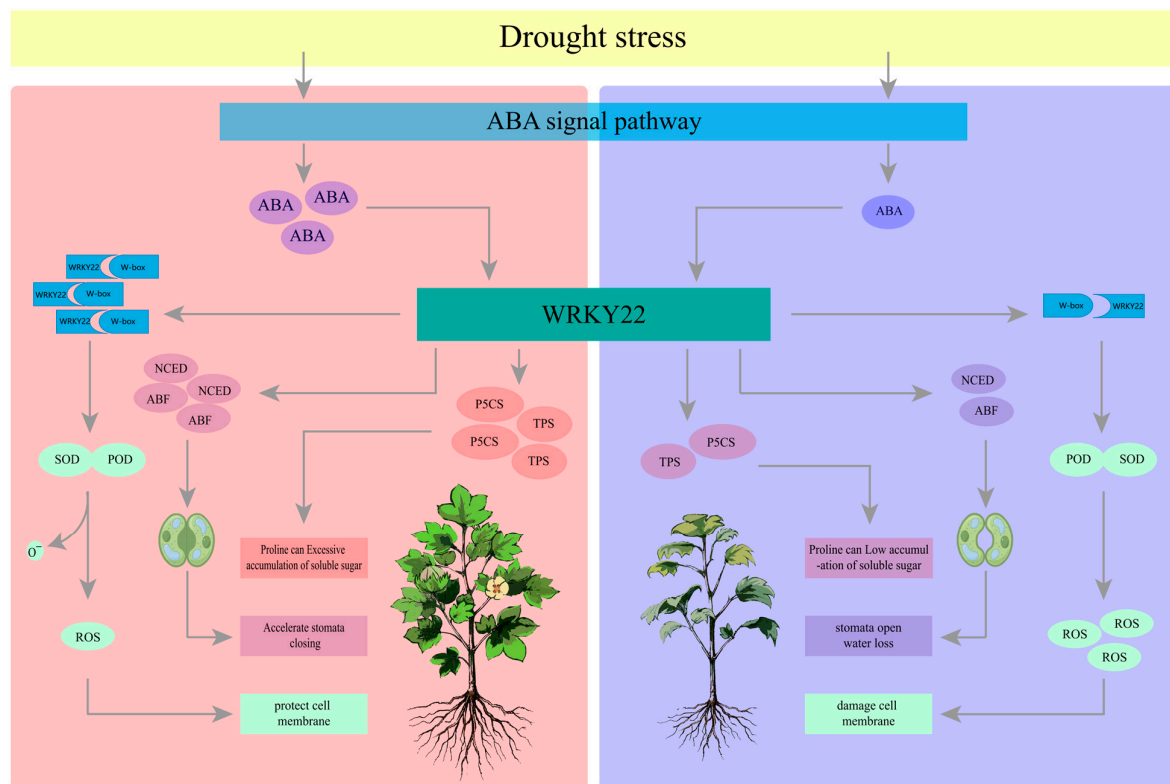 Drought stress
ABA signal pathway
ABA
ABA
ABA
ABA
WRKY22
WRKY22 W-box
WRKY22 W-box
WRKY22 W-box
W-box WRKY22
NCED
NCED
ABF
ABF
P5CS
TPS
P5CS
TPS
P5CS
TPS
NCED
ABF
SOD POD
POD SOD
O⁻
Proline can Excessive
accumulation of soluble sugar
Proline can Low accumul
-ation of soluble sugar
ROS
Accelerate stomata
closing
stomata open
water loss
ROS
ROS
ROS
protect cell
membrane
damage cell
membrane